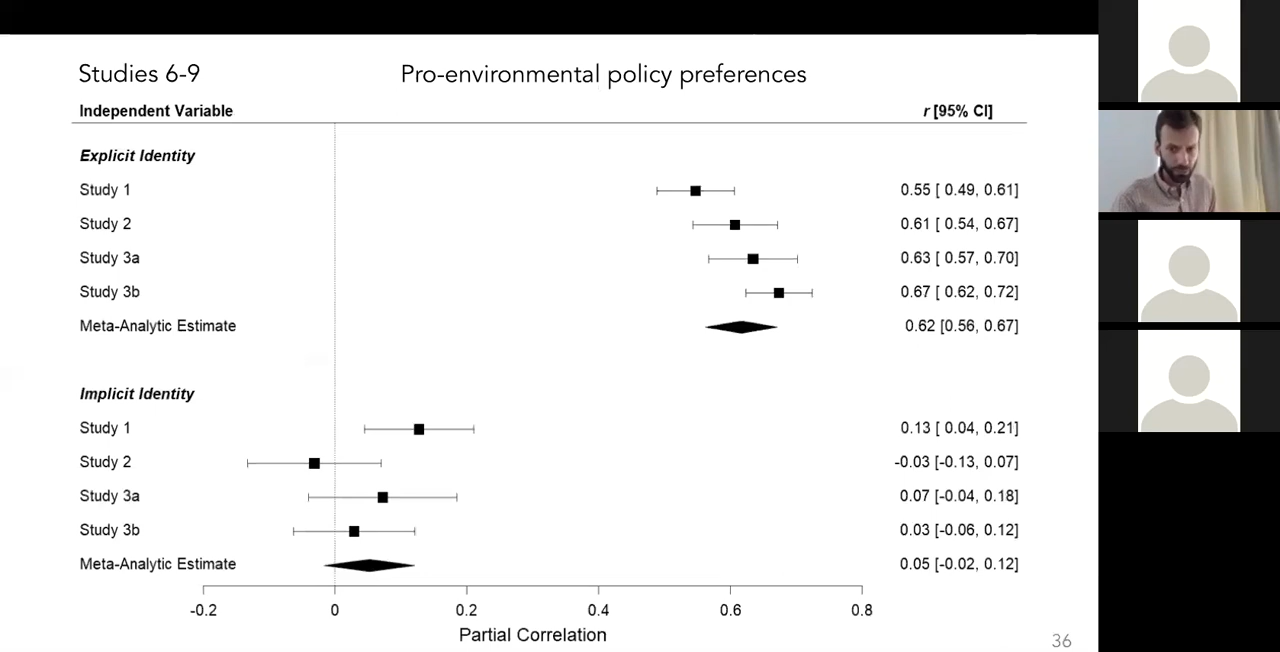 Studies 6-9 Pro-environmental policy preferences
Independent Variable r [95% CI]
Explicit Identity
Study 1 0.55 [ 0.49, 0.61]
Study 2 0.61 [ 0.54, 0.67]
Study 3a 0.63 [ 0.57, 0.70]
Study 3b 0.67 [ 0.62, 0.72]
Meta-Analytic Estimate 0.62 [0.56, 0.67]
Implicit Identity
Study 1 0.13 [ 0.04, 0.21]
Study 2 -0.03 [-0.13, 0.07]
Study 3a 0.07 [-0.04, 0.18]
Study 3b 0.03 [-0.06, 0.12]
Meta-Analytic Estimate 0.05 [-0.02, 0.12]
-0.2 0 0.2 0.4 0.6 0.8
Partial Correlation
36